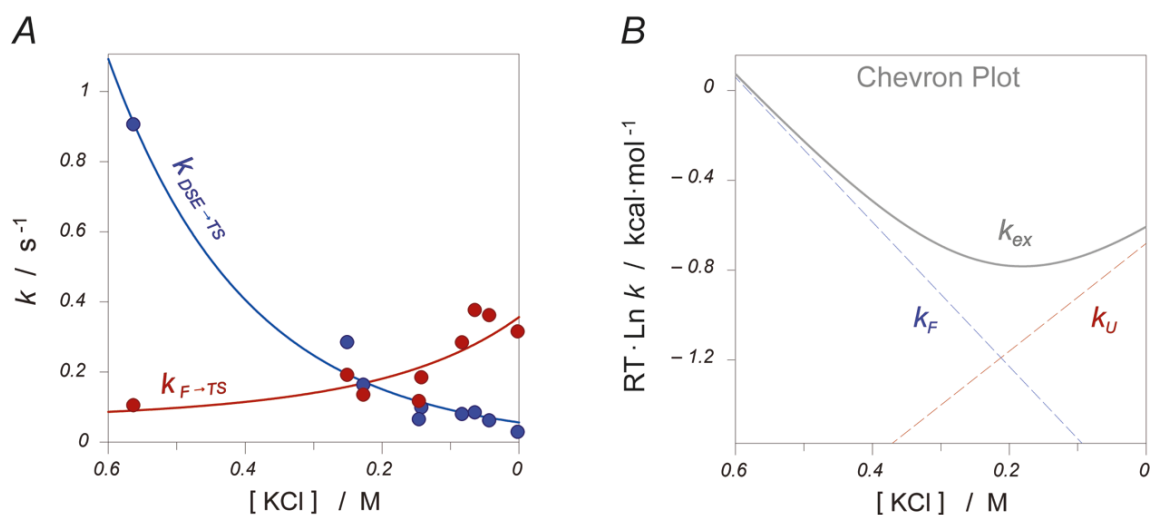 A
k / s⁻¹
1
0.8
0.6
0.4
0.2
0
k DSE→TS
k F→TS
0.6
0.4
0.2
0
[ KCl ] / M
B
Chevron Plot
RT· Ln k / kcal·mol⁻¹
0
– 0.4
– 0.8
– 1.2
kex
kF
kU
0.6
0.4
0.2
0
[ KCl ] / M